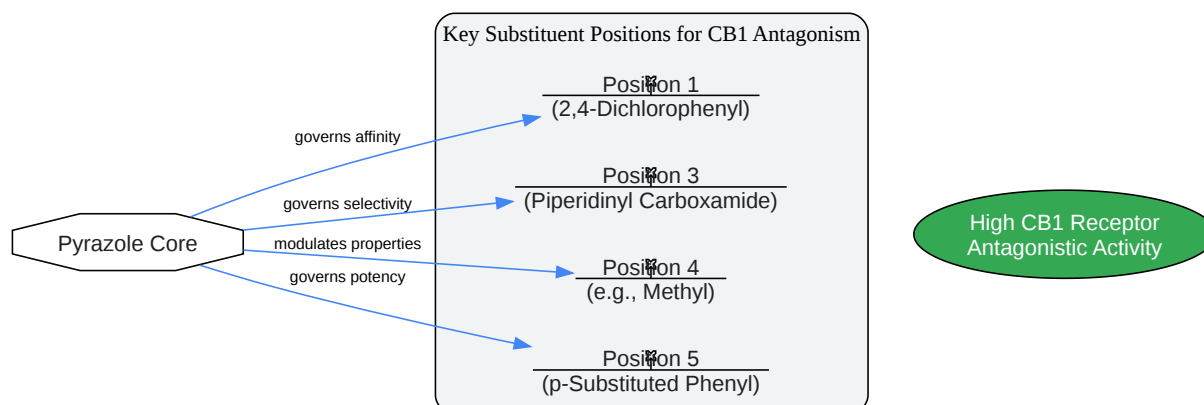 Key Substituent Positions for CB1 Antagonism
Position 1
(2,4-Dichlorophenyl)
governs affinity
Position 3
(Piperidinyl Carboxamide)
governs selectivity
Pyrazole Core
modulates properties
Position 4
(e.g., Methyl)
governs potency
Position 5
(p-Substituted Phenyl)
High CB1 Receptor
Antagonistic Activity